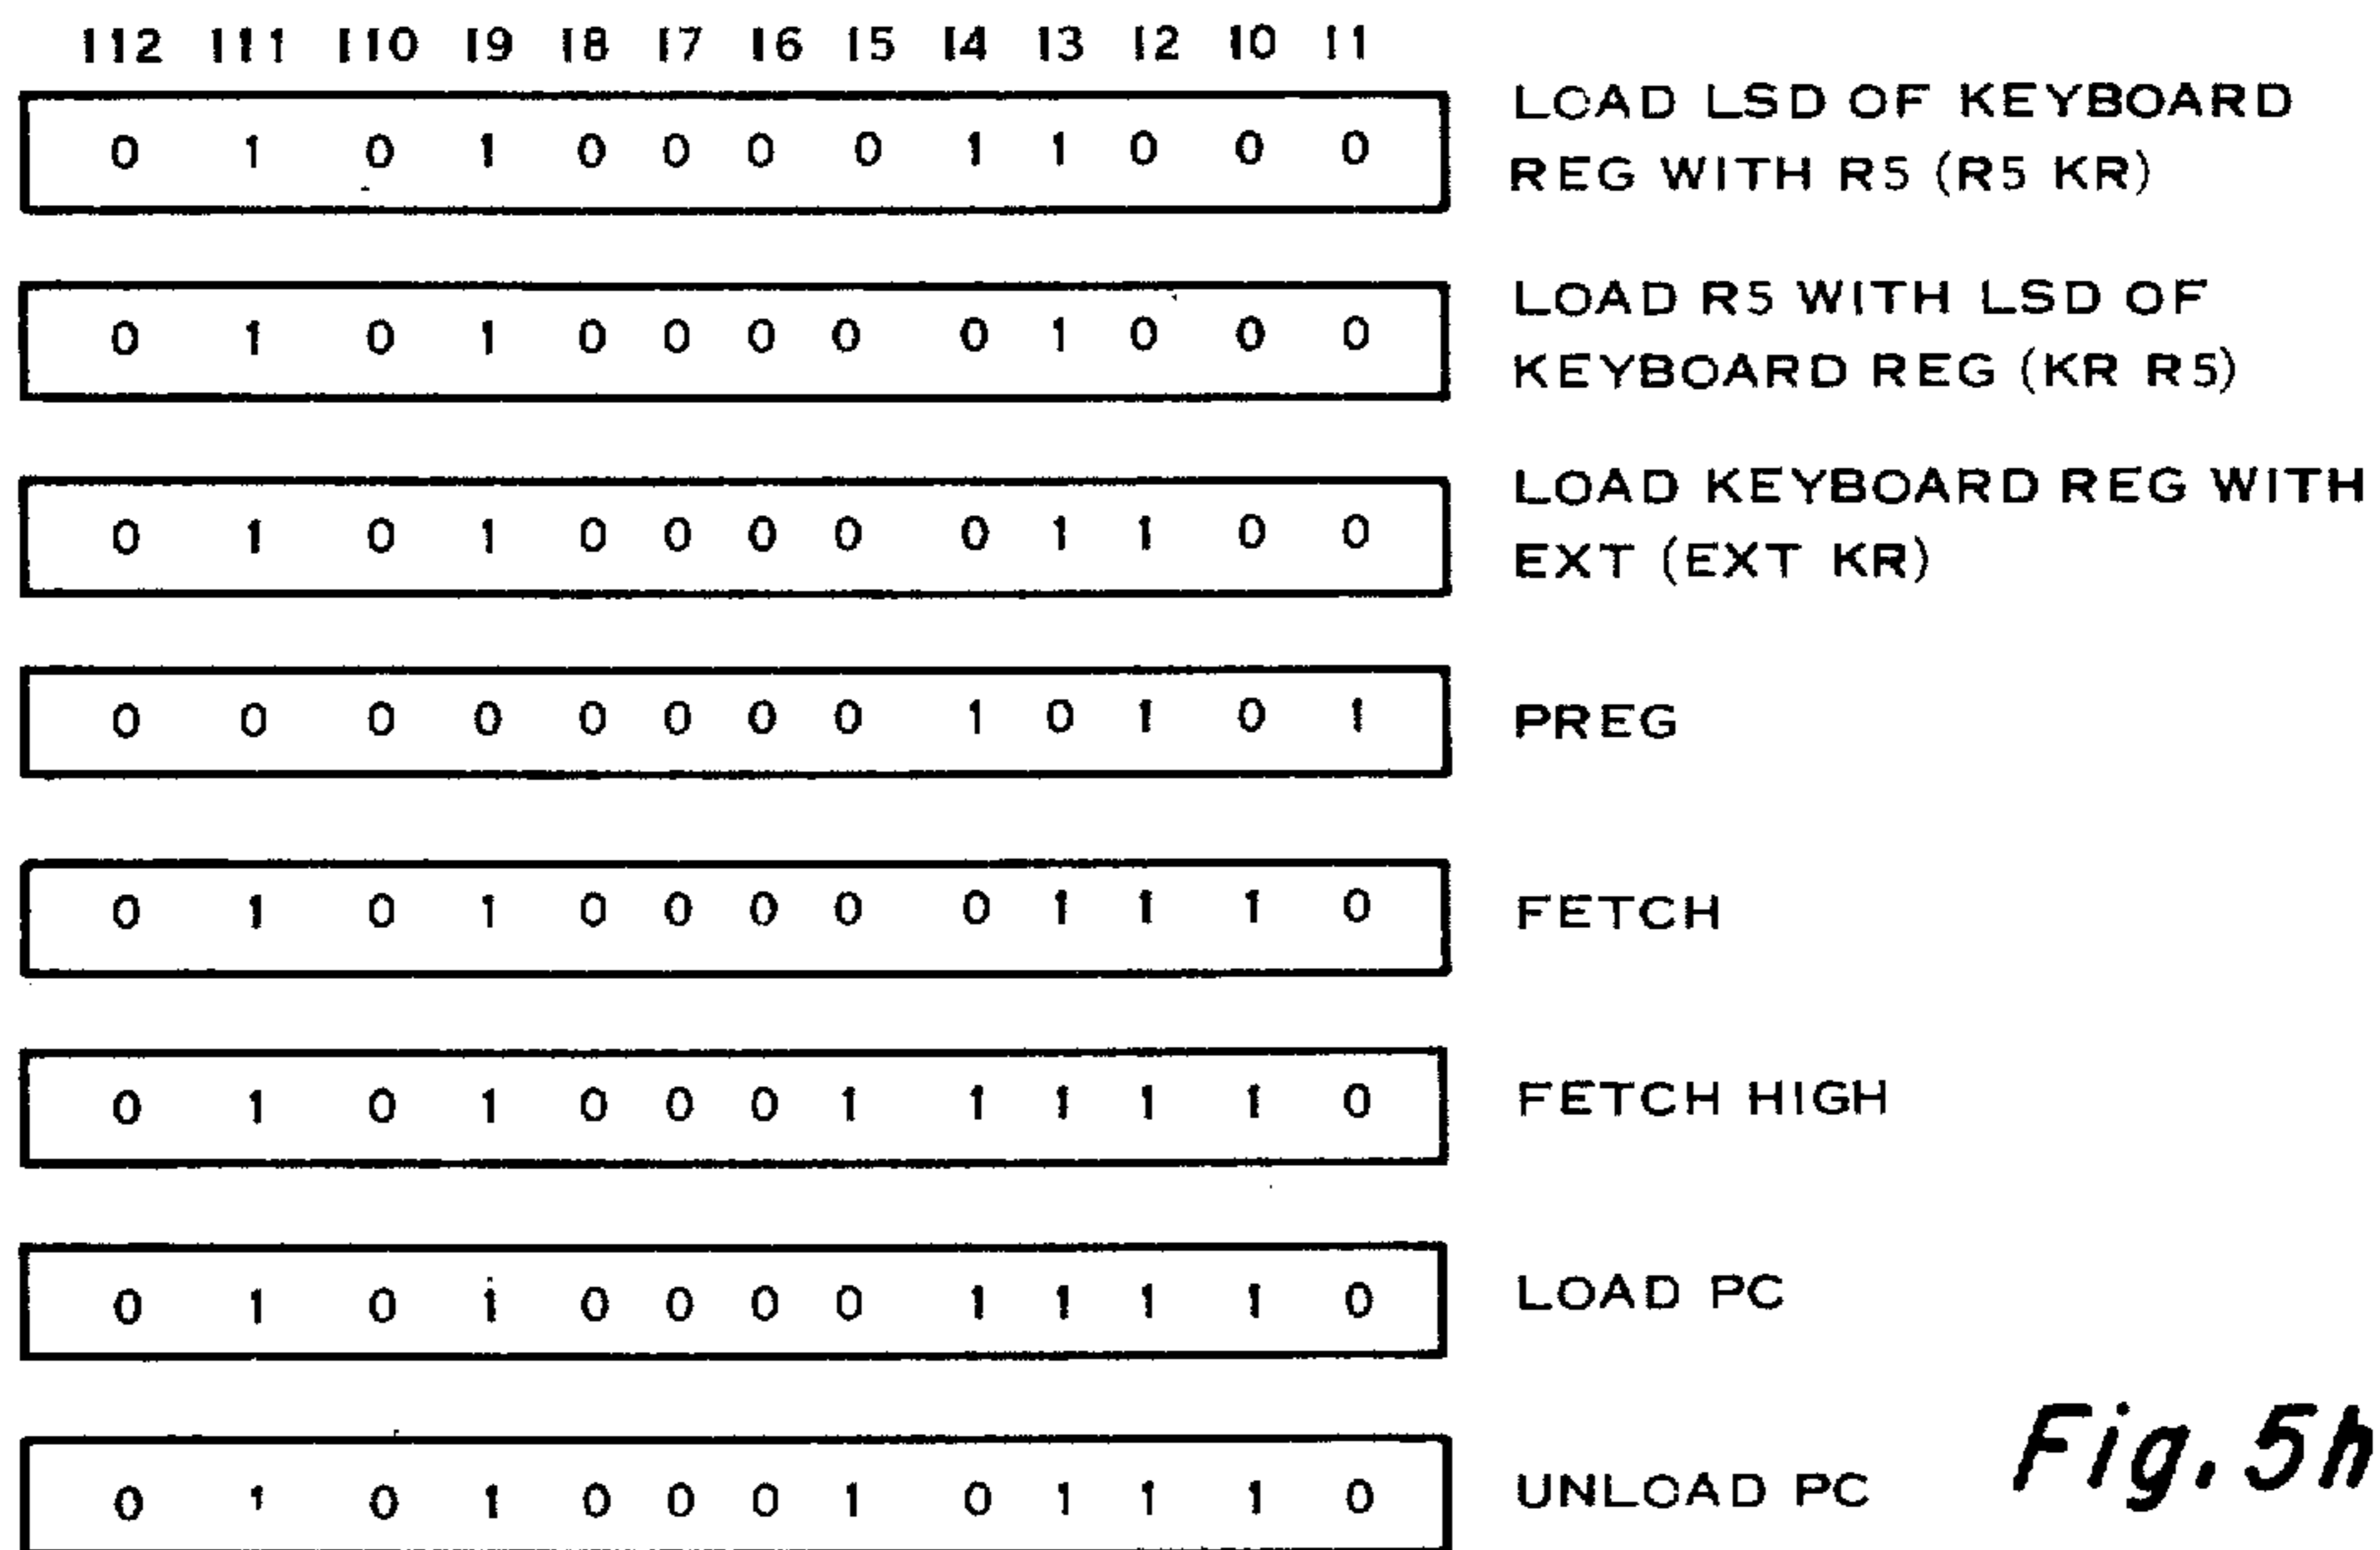 I12 I11 I10 I9 I8 I7 I6 I5 I4 I3 I2 I0 I1
0 1 0 1 0 0 0 0 1 1 0 0 0
LOAD LSD OF KEYBOARD
REG WITH R5 (R5 KR)
0 1 0 1 0 0 0 0 0 1 0 0 0
LOAD R5 WITH LSD OF
KEYBOARD REG (KR R5)
0 1 0 1 0 0 0 0 0 1 1 0 0
LOAD KEYBOARD REG WITH
EXT (EXT KR)
0 0 0 0 0 0 0 0 1 0 1 0 1
PREG
0 1 0 1 0 0 0 0 0 1 1 1 0
FETCH
0 1 0 1 0 0 0 1 1 1 1 1 0
FETCH HIGH
0 1 0 1 0 0 0 0 1 1 1 1 0
LOAD PC
0 1 0 1 0 0 0 1 0 1 1 1 0
UNLOAD PC
Fig. 5h